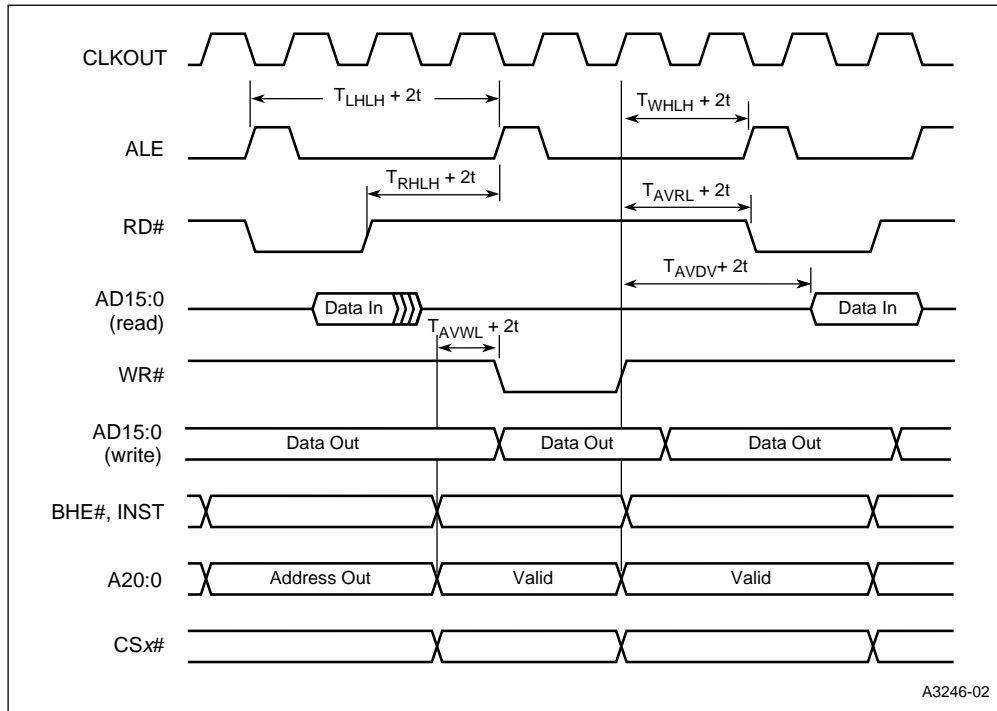 CLKOUT
T_LHLH + 2t
T_WHLH + 2t
ALE
T_RHLH + 2t
T_AVRL + 2t
RD#
T_AVDV+ 2t
AD15:0
(read)
Data In
Data In
T_AVWL + 2t
WR#
AD15:0
(write)
Data Out
Data Out
Data Out
BHE#, INST
A20:0
Address Out
Valid
Valid
CSx#
A3246-02